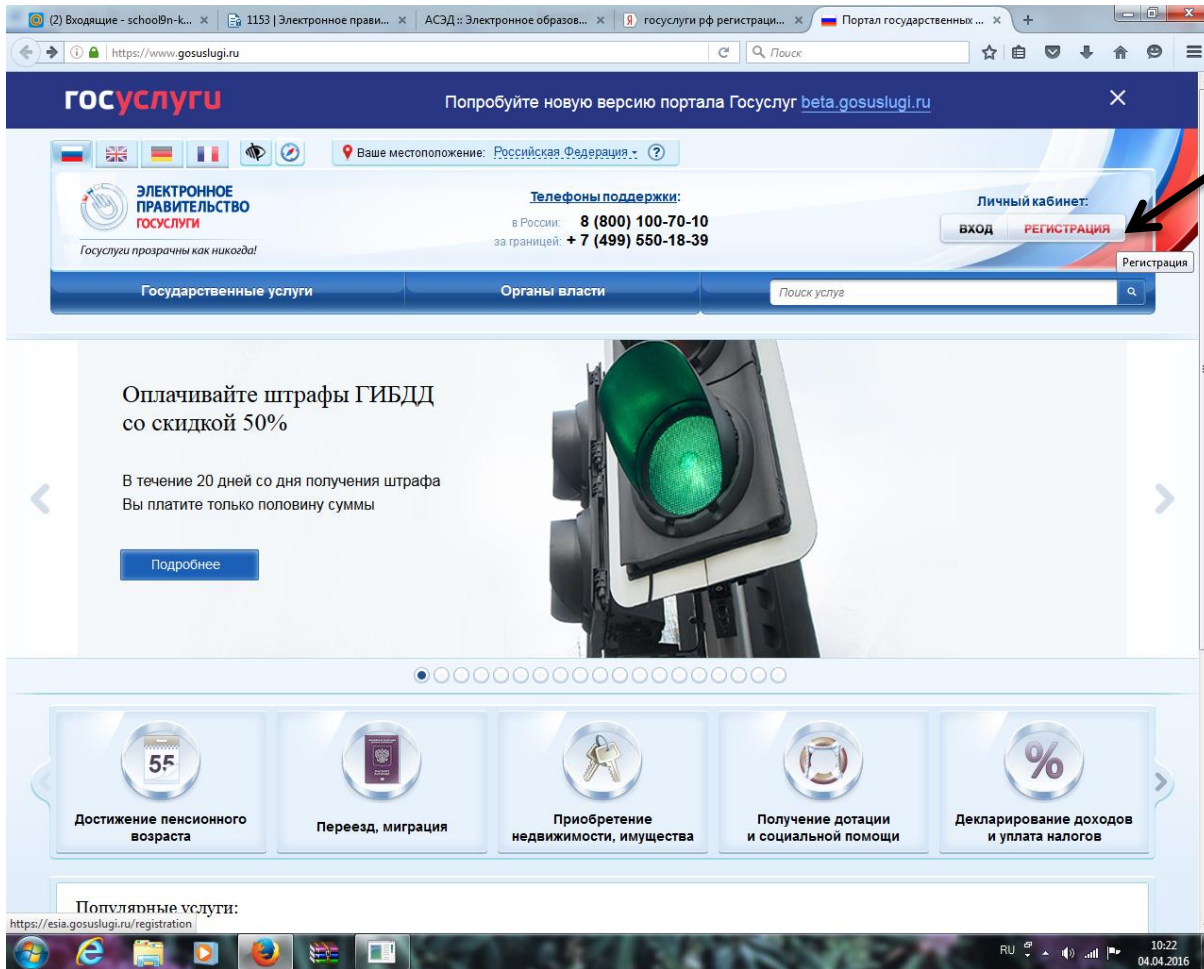 (2) Входящие - school9n-k...
1153 | Электронное прави...
АСЭД :: Электронное образов...
госуслуги рф регистраци...
Портал государственных ...
https://www.gosuslugi.ru
Поиск
госуслуги
Попробуйте новую версию портала Госуслуг beta.gosuslugi.ru
Ваше местоположение: Российская Федерация
ЭЛЕКТРОННОЕ
ПРАВИТЕЛЬСТВО
ГОСУСЛУГИ
Госуслуги прозрачны как никогда!
Телефоны поддержки:
в России: 8 (800) 100-70-10
за границей: + 7 (499) 550-18-39
Личный кабинет:
ВХОД РЕГИСТРАЦИЯ
Регистрация
Государственные услуги
Органы власти
Поиск услуг
Оплачивайте штрафы ГИБДД
со скидкой 50%
В течение 20 дней со дня получения штрафа
Вы платите только половину суммы
Подробнее
55
%
Достижение пенсионного
возраста
Переезд, миграция
Приобретение
недвижимости, имущества
Получение дотации
и социальной помощи
Декларирование доходов
и уплата налогов
Популярные услуги:
https://esia.gosuslugi.ru/registration
RU
10:22
04.04.2016